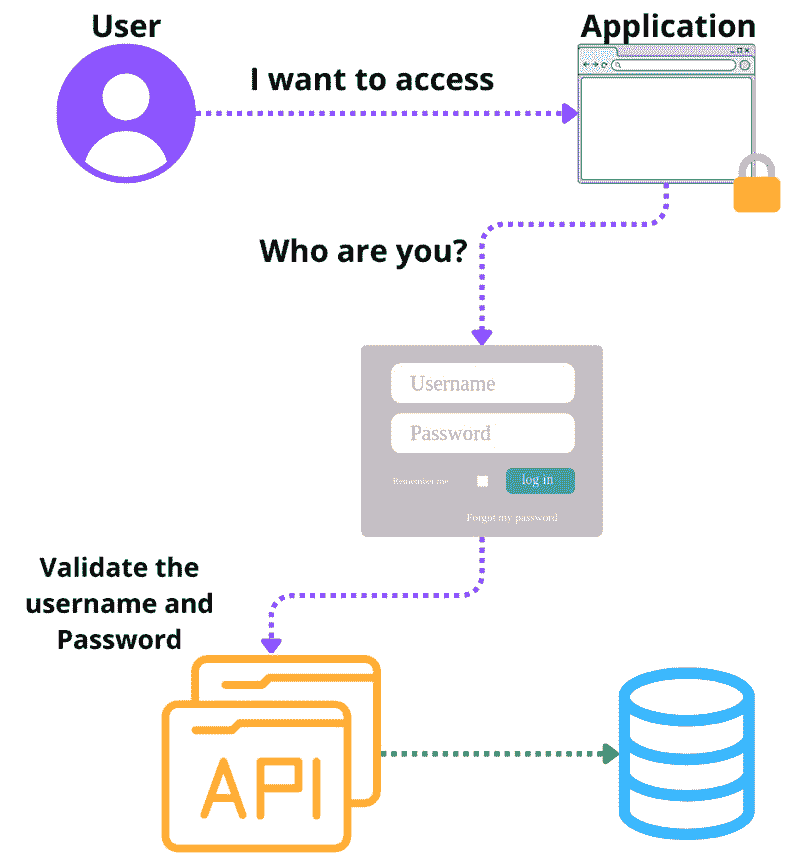 User
Application
I want to access
Who are you?
Username
Password
Remember me
log in
Forgot my password
Validate the
username and
Password
API